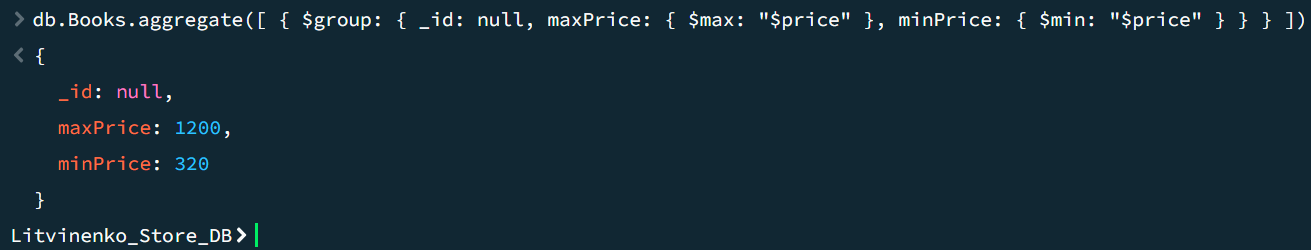 > db.Books.aggregate([ { $group: { _id: null, maxPrice: { $max: "$price" }, minPrice: { $min: "$price" } } } ])
< {
_id: null,
maxPrice: 1200,
minPrice: 320
}
Litvinenko_Store_DB>